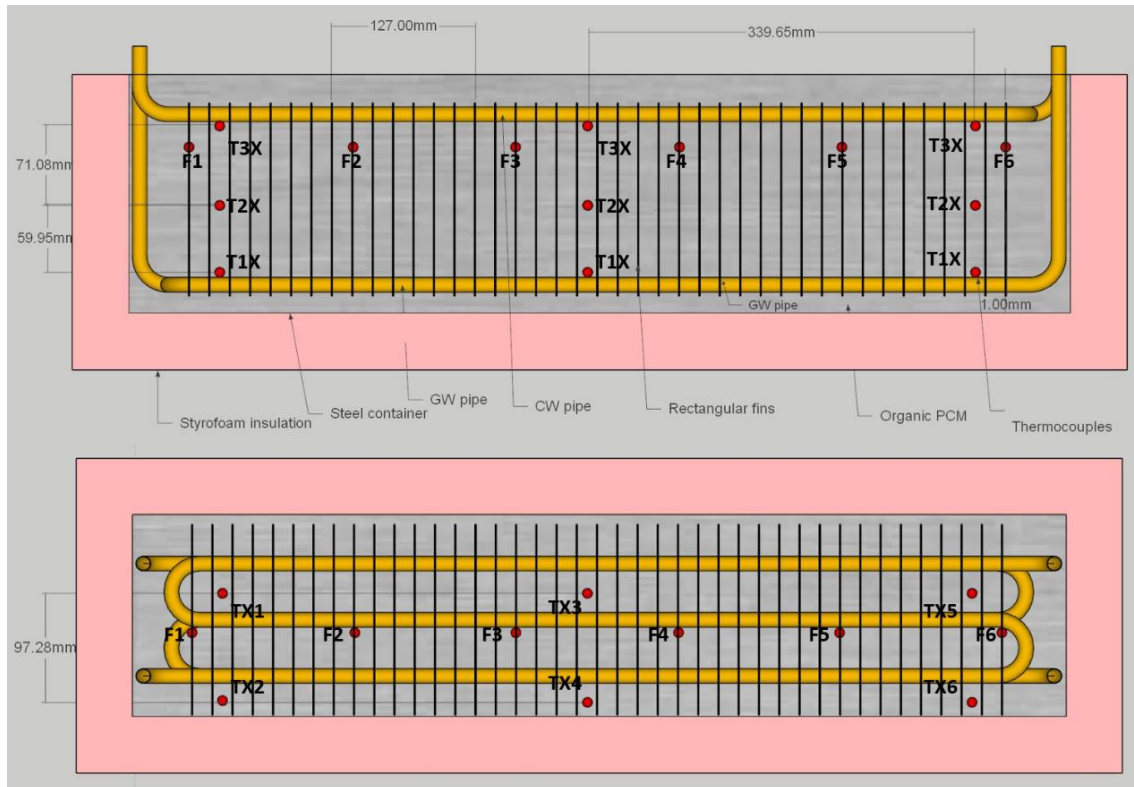 127.00mm
339.65mm
T3X T3X T3X
F1 F2 F3 F4 F5 F6
71.08mm
T2X T2X T2X
59.95mm
T1X T1X T1X
GW pipe
1.00mm
GW pipe
CW pipe
Rectangular fins
Organic PCM
Steel container
Styrofoam insulation
Thermocouples
TX1 TX3 TX5
F1 F2 F3 F4 F5 F6
97.28mm
TX2 TX4 TX6